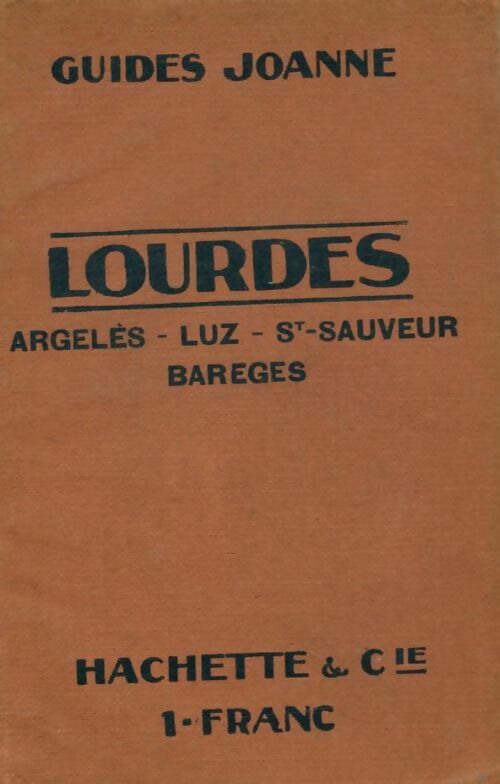 GUIDES JOANNE
LOURDES
ARGELÈS - LUZ - Sᵀ-SAUVEUR
BAREGES
HACHETTE & Cᴵᴱ
1-FRANC